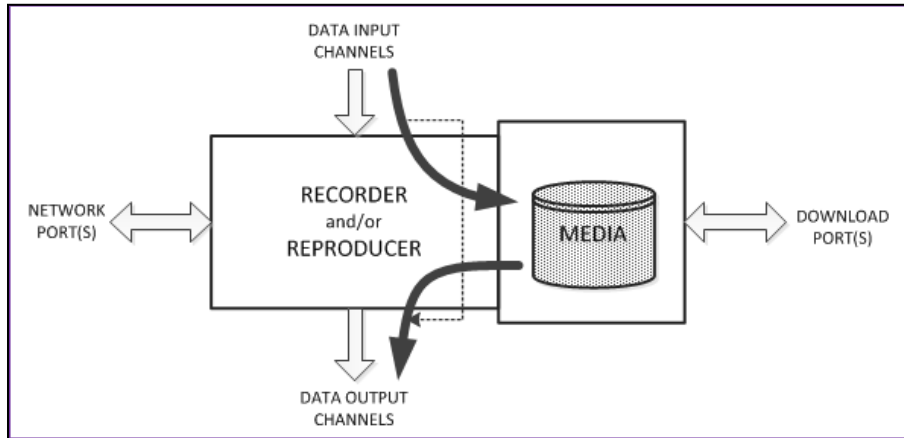 DATA INPUT
CHANNELS
RECORDER
and/or
REPRODUCER
NETWORK
PORT(S)
MEDIA
DOWNLOAD
PORT(S)
DATA OUTPUT
CHANNELS